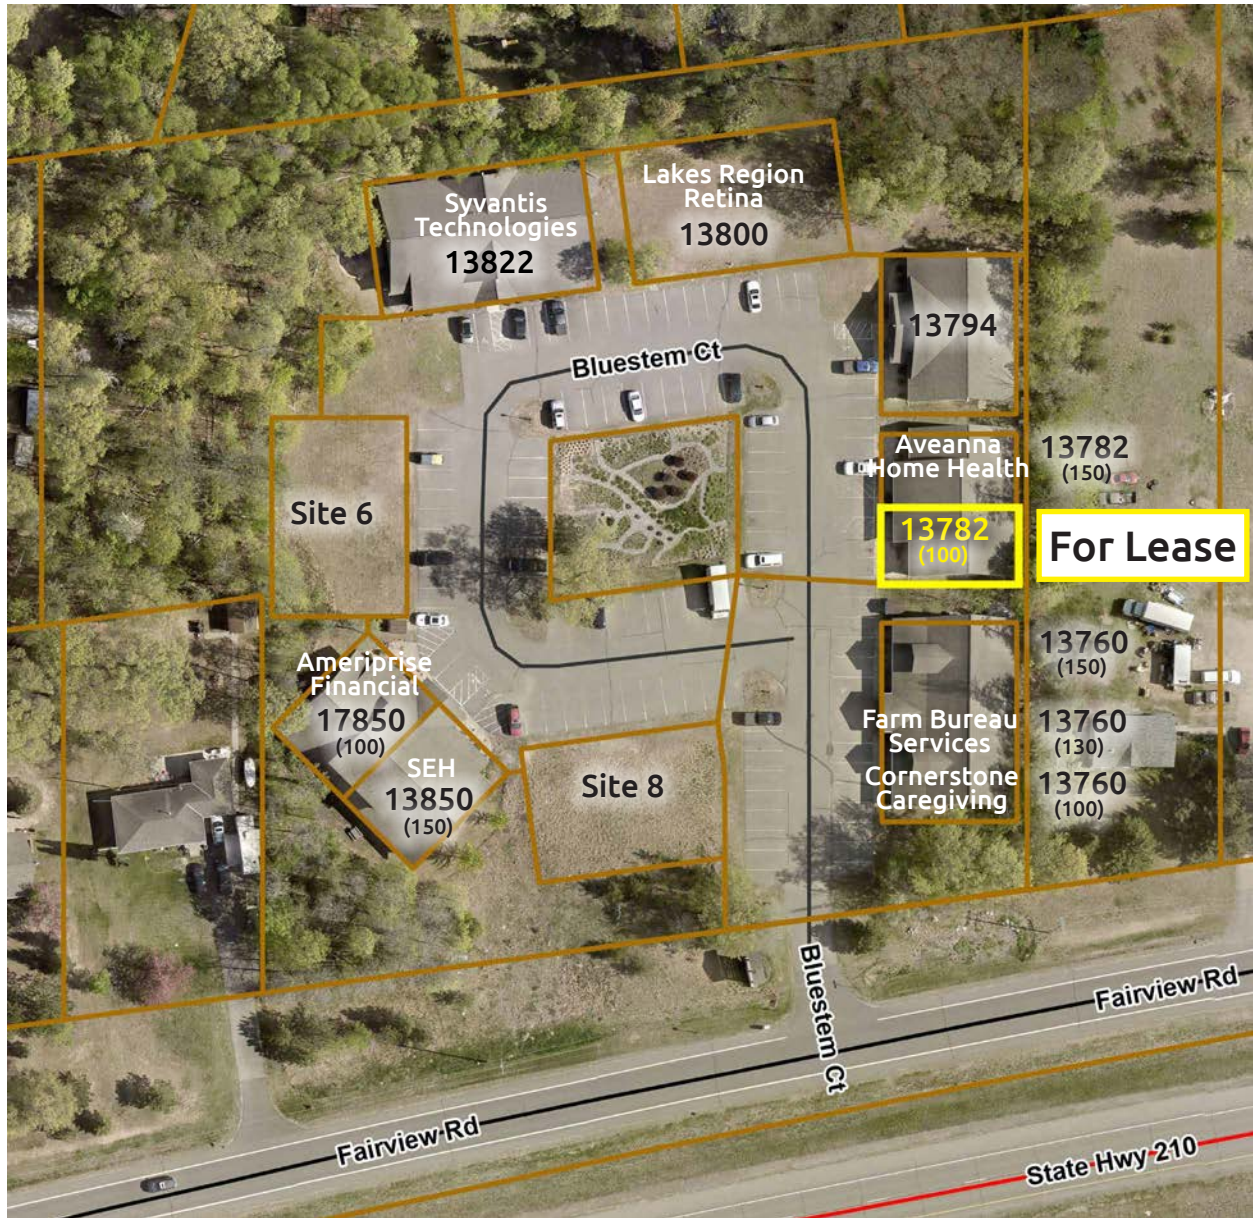 Lakes Region
Retina
13800
Syvantis
Technologies
13822
13794
Bluestem Ct
Aveanna
Home Health
13782
(150)
13782
(100)
For Lease
Site 6
Ameriprise
Financial
17850
(100)
SEH
13850
(150)
Site 8
13760
(150)
Farm Bureau
Services
13760
(130)
Cornerstone
Caregiving
13760
(100)
Bluestem Ct
Fairview Rd
Fairview Rd
State Hwy 210